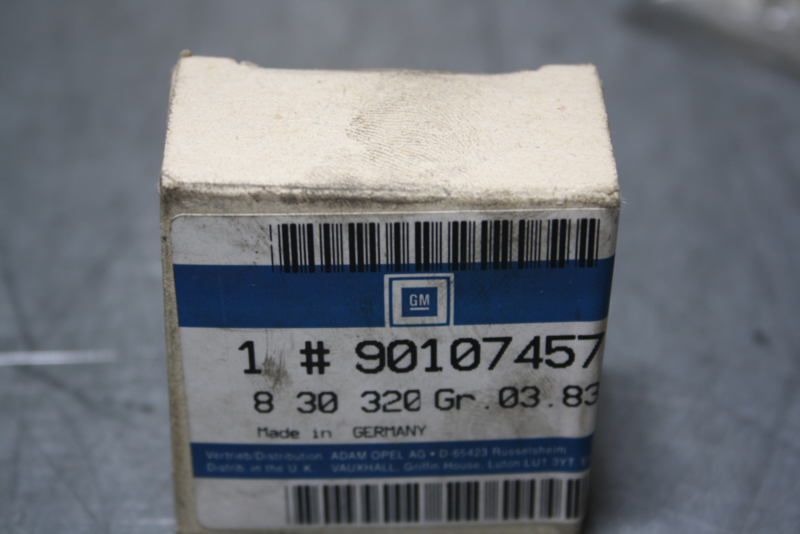 GM
1 # 90107457
8 30 320 Gr. 03.83
Made in GERMANY
Vertrieb/Distribution ADAM OPEL AG • D-65423 Rüsselsheim
Distrib. in the U.K. VAUXHALL, Griffin House, Luton LU1 3YT